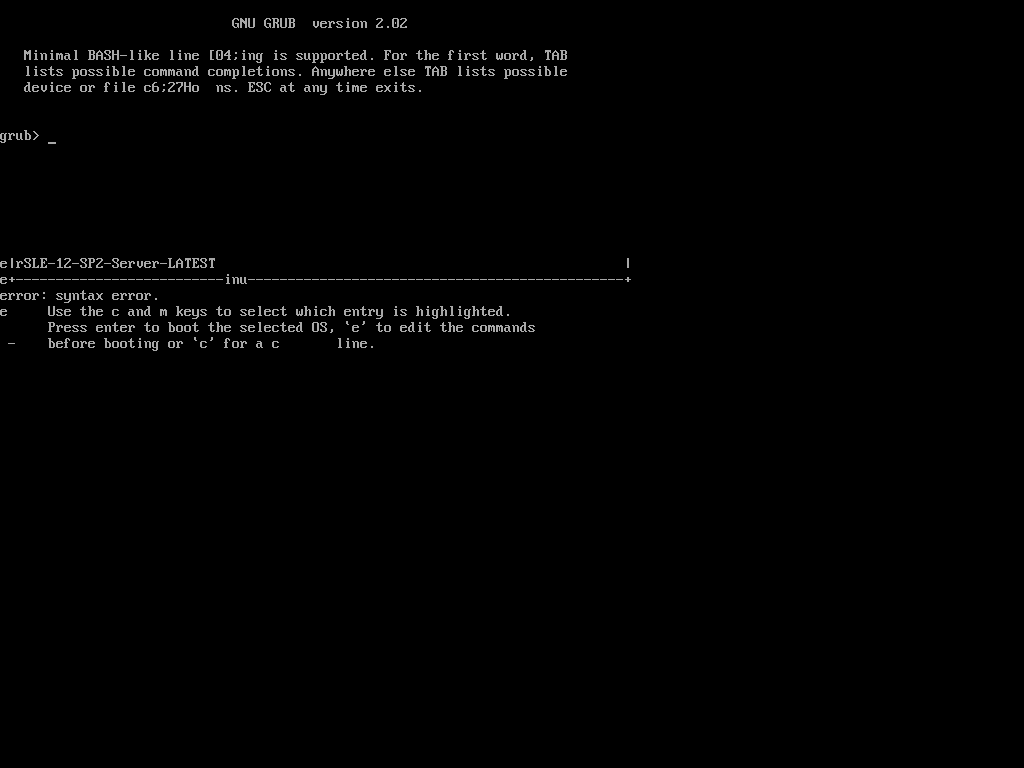 GNU GRUB  version 2.02
Minimal BASH-like line [04;ing is supported. For the first word, TAB
lists possible command completions. Anywhere else TAB lists possible
device or file c6;27Ho  ns. ESC at any time exits.
grub> _
e|rSLE-12-SP2-Server-LATEST                                                   |
e+--------------------------inu-----------------------------------------------+
error: syntax error.
e     Use the c and m keys to select which entry is highlighted.
Press enter to boot the selected OS, `e' to edit the commands
-    before booting or `c' for a c       line.